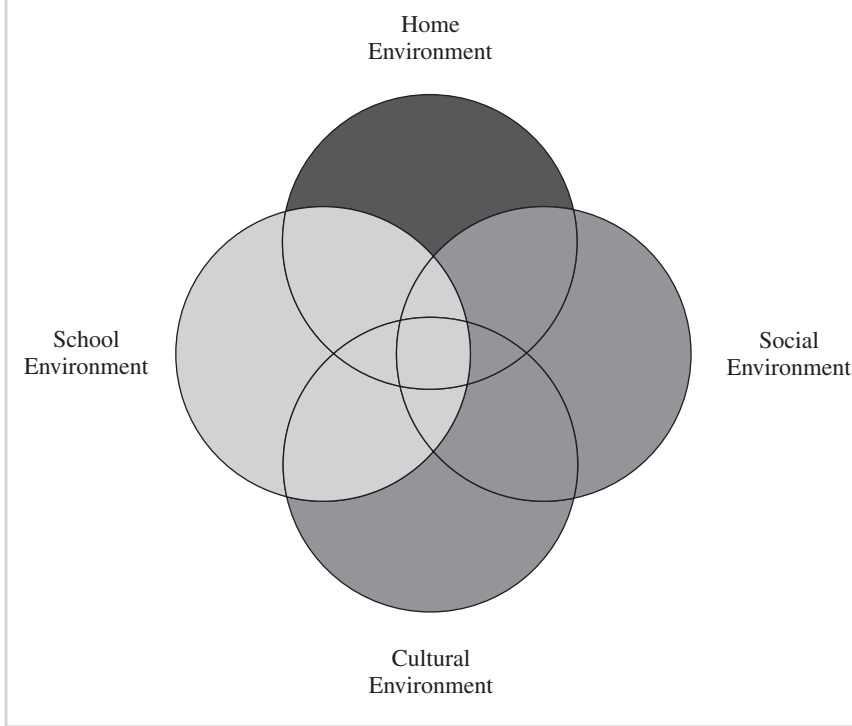 Home
Environment
School
Environment
Social
Environment
Cultural
Environment